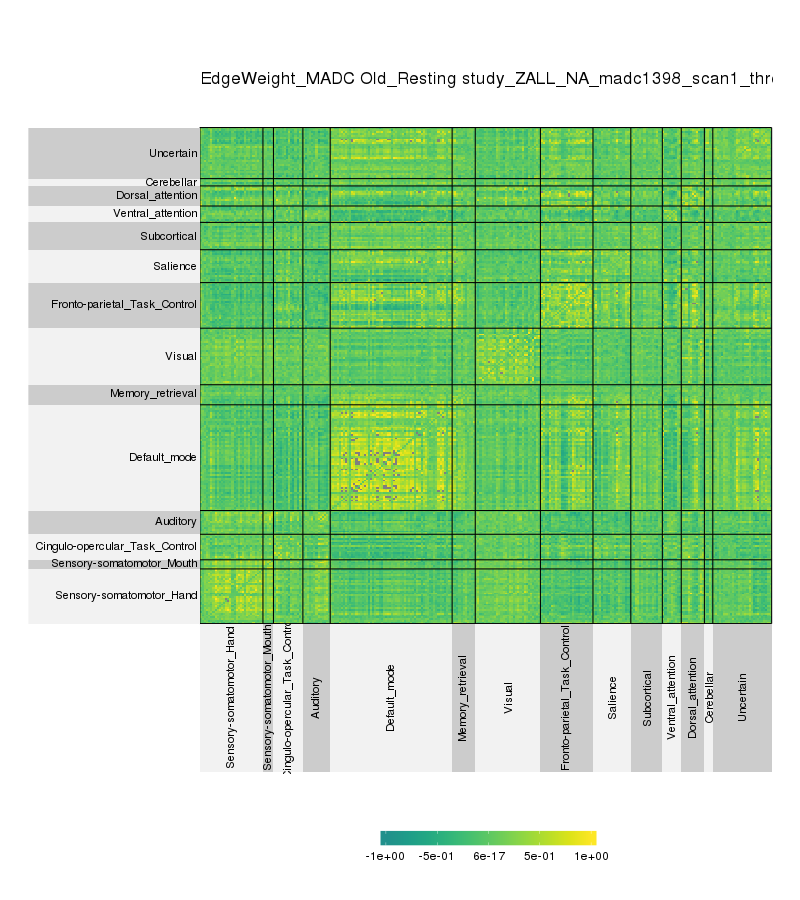 EdgeWeight_MADC Old_Resting study_ZALL_NA_madc1398_scan1_thr
Uncertain
Cerebellar
Dorsal_attention
Ventral_attention
Subcortical
Salience
Fronto-parietal_Task_Control
Visual
Memory_retrieval
Default_mode
Auditory
Cingulo-opercular_Task_Control
Sensory-somatomotor_Mouth
Sensory-somatomotor_Hand
Sensory-somatomotor_Hand
Sensory-somatomotor_Mouth
Cingulo-opercular_Task_Control
Auditory
Default_mode
Memory_retrieval
Visual
Fronto-parietal_Task_Control
Salience
Subcortical
Ventral_attention
Dorsal_attention
Cerebellar
Uncertain
-1e+00 -5e-01 6e-17 5e-01 1e+00